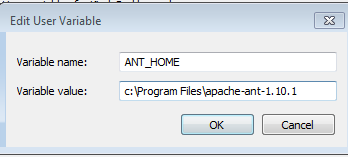 Edit User Variable
Variable name: ANT_HOME
Variable value: c:\Program Files\apache-ant-1.10.1
OK Cancel